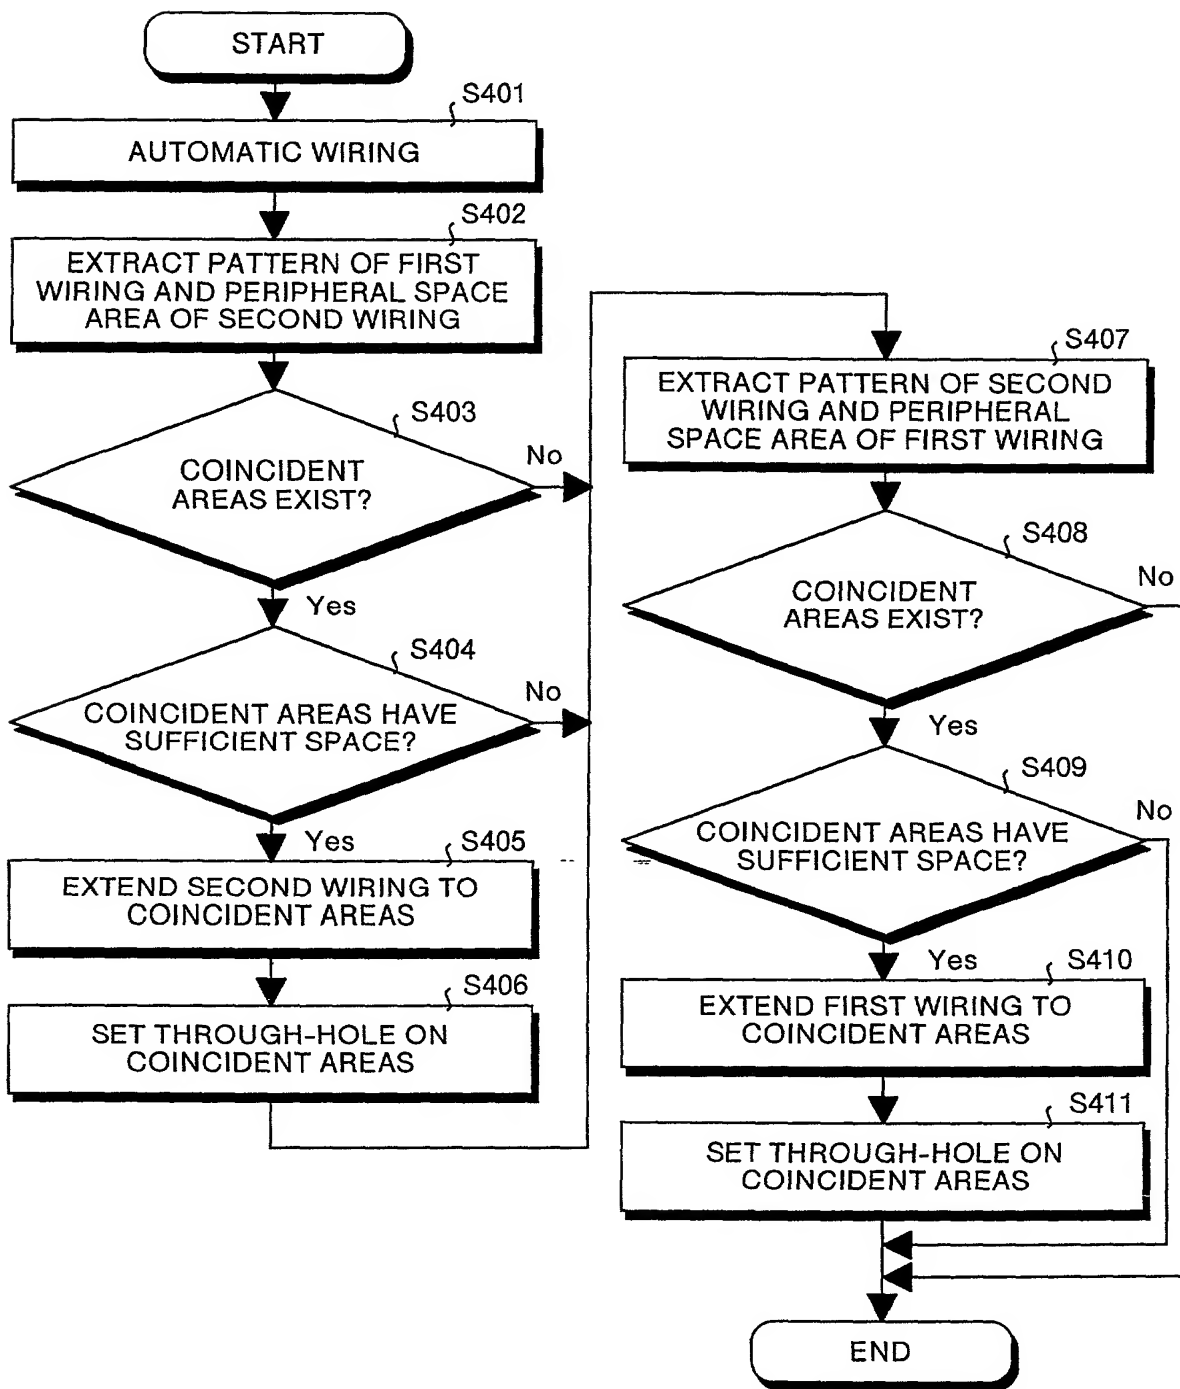 START
S401
AUTOMATIC WIRING
S402
EXTRACT PATTERN OF FIRST
WIRING AND PERIPHERAL SPACE
AREA OF SECOND WIRING
S403
COINCIDENT
AREAS EXIST?
No
Yes
S404
COINCIDENT AREAS HAVE
SUFFICIENT SPACE?
No
Yes
S405
EXTEND SECOND WIRING TO
COINCIDENT AREAS
S406
SET THROUGH-HOLE ON
COINCIDENT AREAS
S407
EXTRACT PATTERN OF SECOND
WIRING AND PERIPHERAL
SPACE AREA OF FIRST WIRING
S408
COINCIDENT
AREAS EXIST?
No
Yes
S409
COINCIDENT AREAS HAVE
SUFFICIENT SPACE?
No
Yes
S410
EXTEND FIRST WIRING TO
COINCIDENT AREAS
S411
SET THROUGH-HOLE ON
COINCIDENT AREAS
END